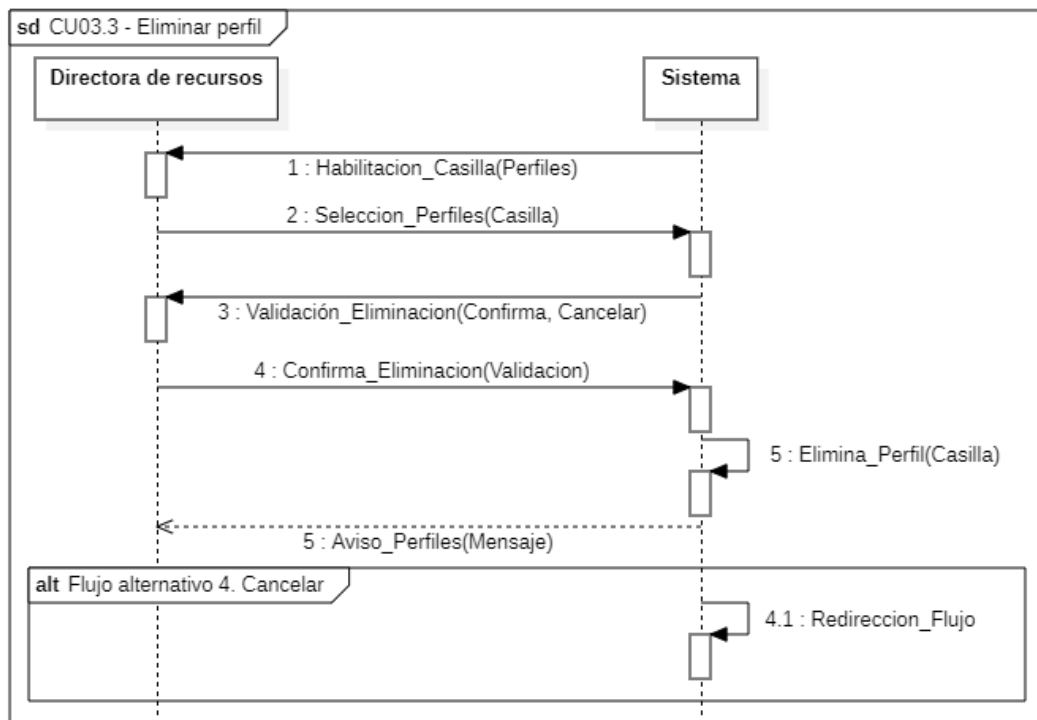 sd CU03.3 - Eliminar perfil
Directora de recursos
Sistema
1 : Habilitacion_Casilla(Perfiles)
2 : Seleccion_Perfiles(Casilla)
3 : Validación_Eliminacion(Confirma, Cancelar)
4 : Confirma_Eliminacion(Validacion)
5 : Elimina_Perfil(Casilla)
5 : Aviso_Perfiles(Mensaje)
alt Flujo alternativo 4. Cancelar
4.1 : Redireccion_Flujo